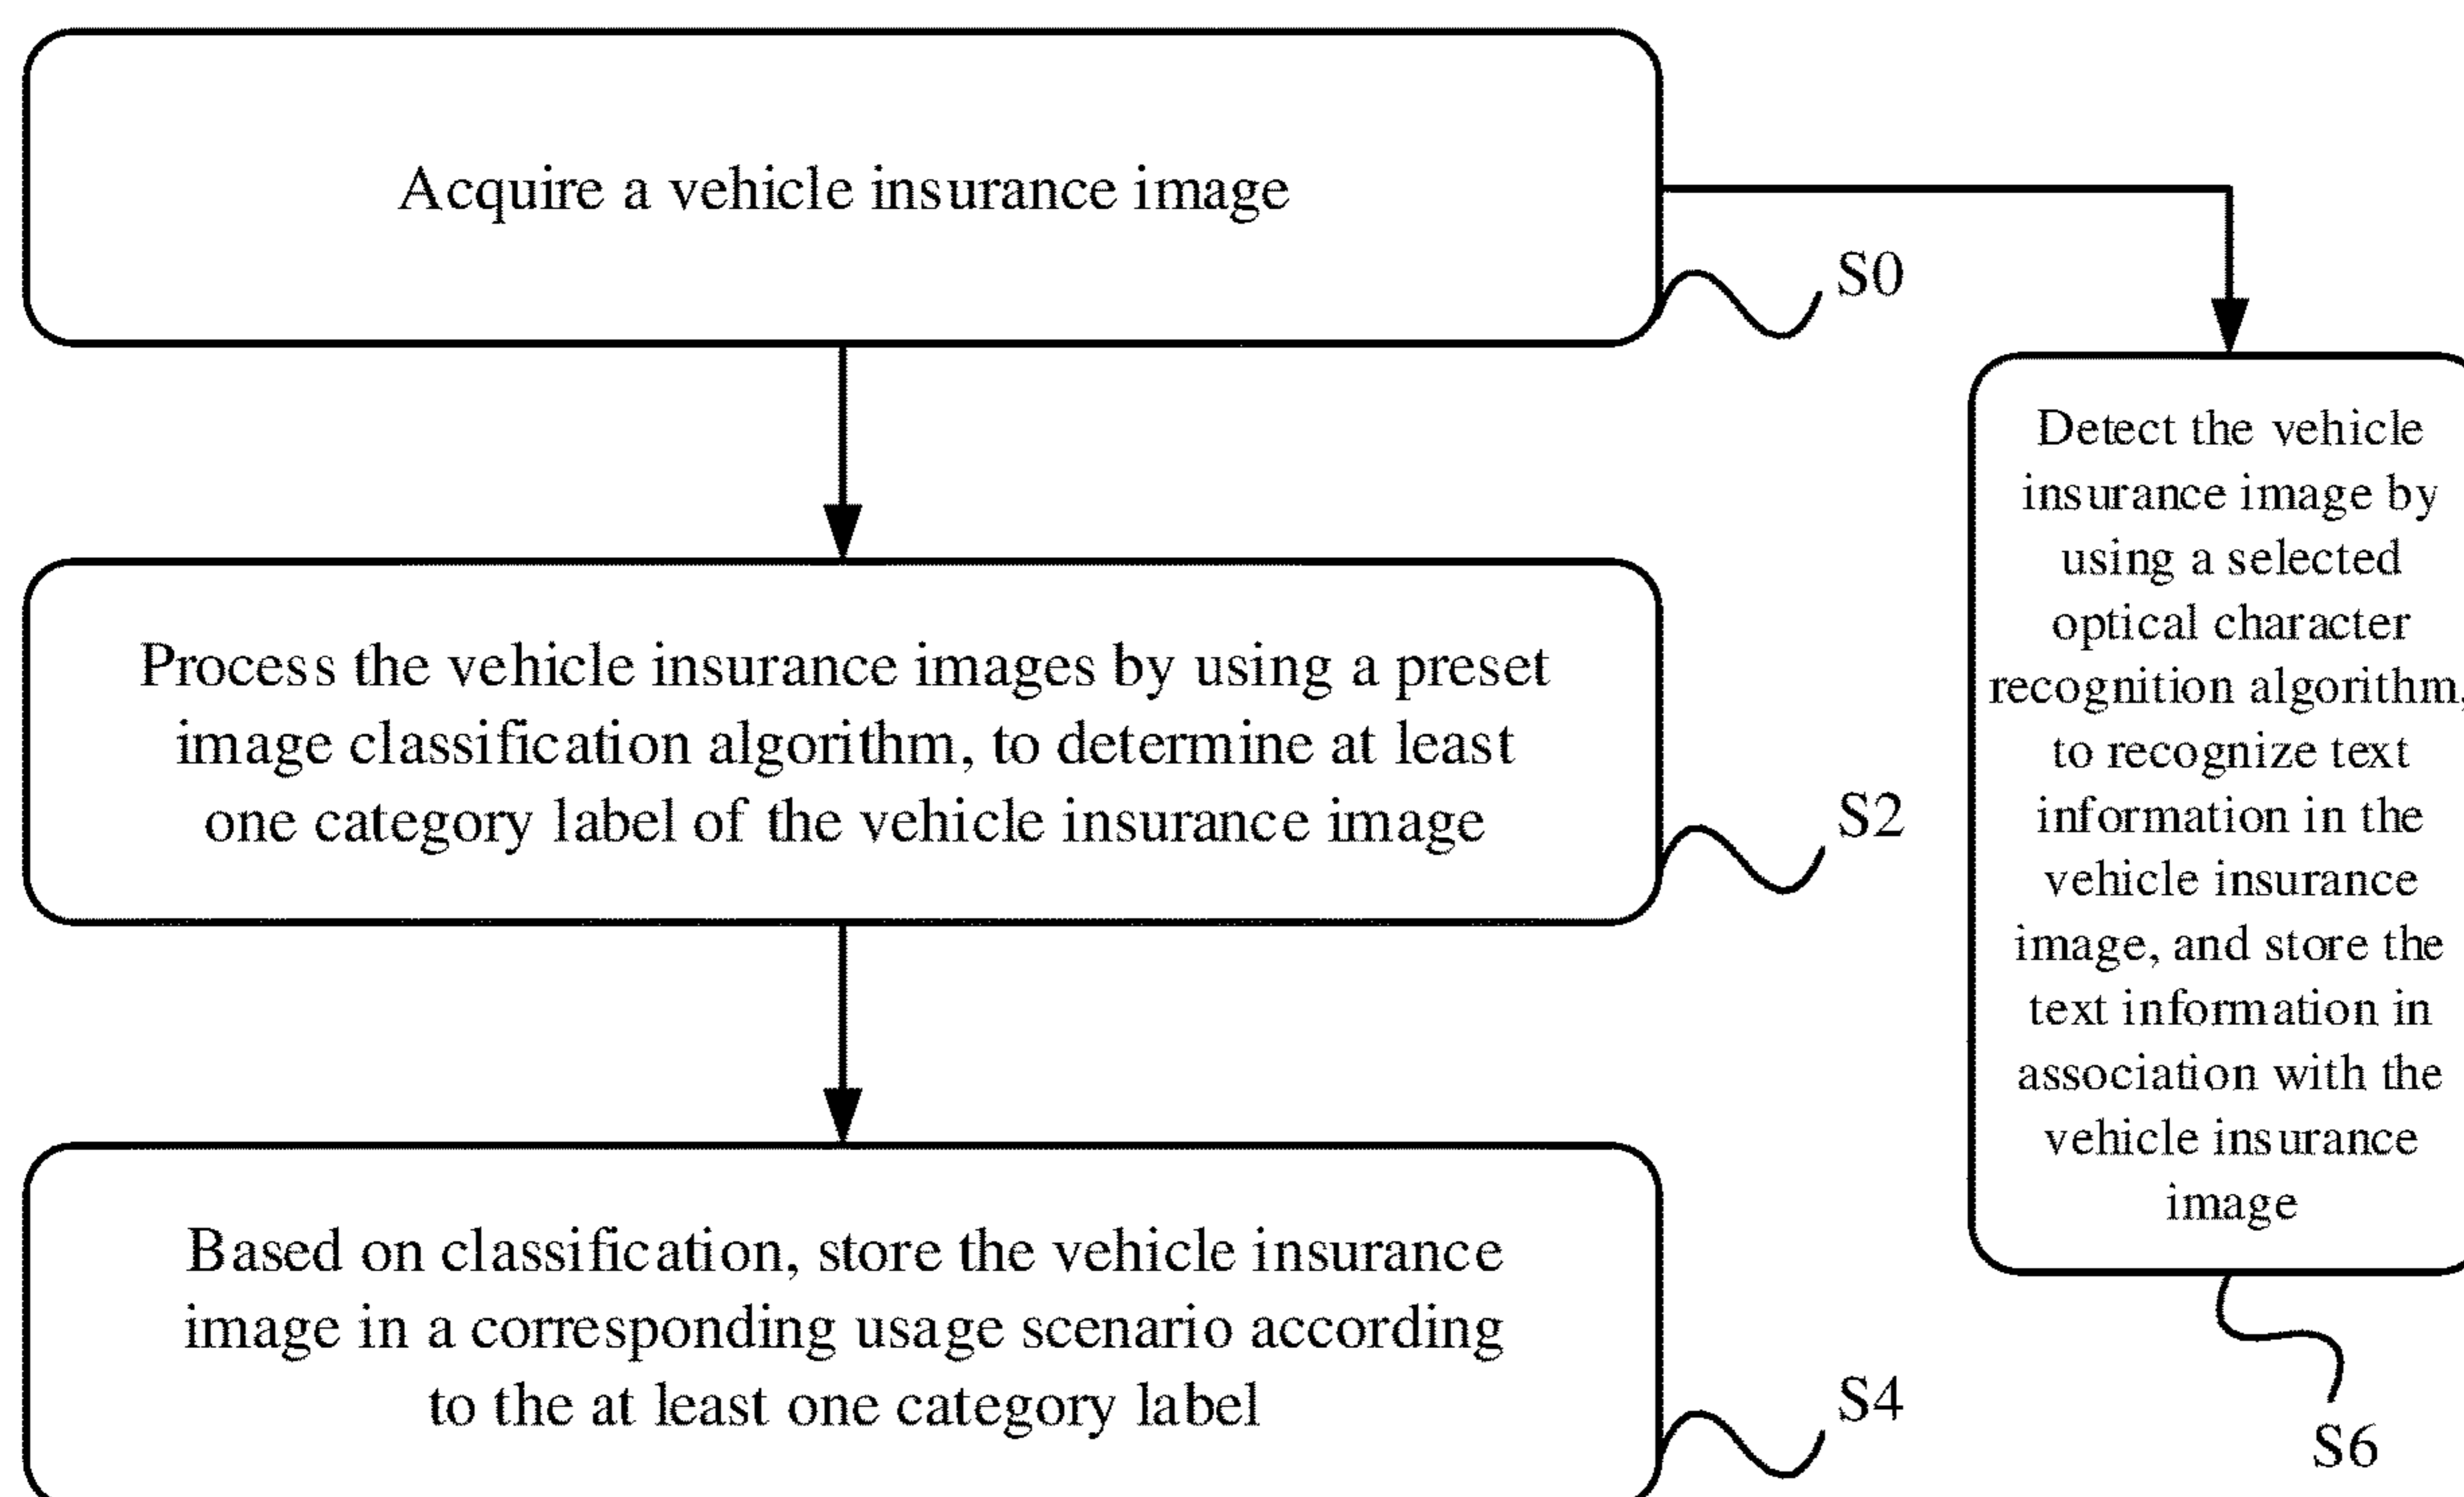 Acquire a vehicle insurance image
S0
Process the vehicle insurance images by using a preset
image classification algorithm, to determine at least
one category label of the vehicle insurance image
S2
Based on classification, store the vehicle insurance
image in a corresponding usage scenario according
to the at least one category label
S4
Detect the vehicle
insurance image by
using a selected
optical character
recognition algorithm,
to recognize text
information in the
vehicle insurance
image, and store the
text information in
association with the
vehicle insurance
image
S6